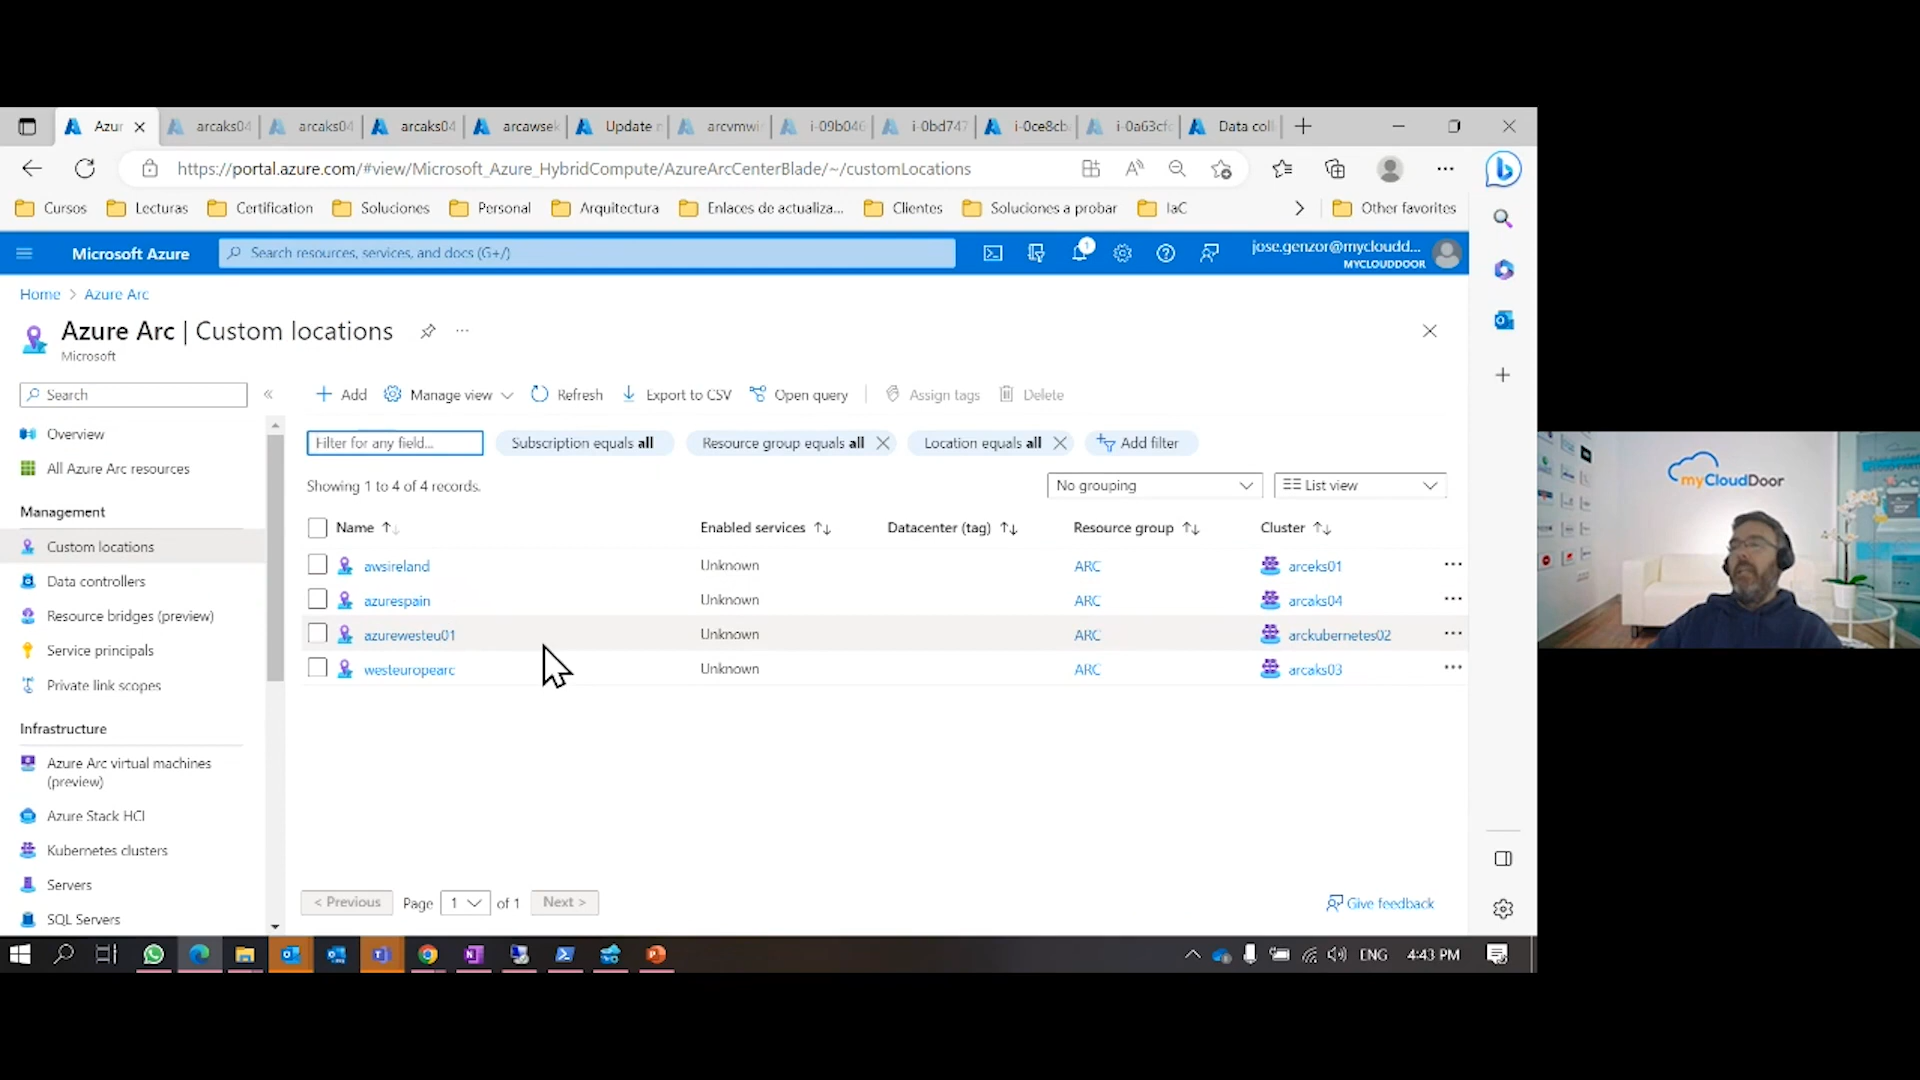 Azur
arcaks04
arcaks04
arcaks04
arcawsek
Update
arcvmwi
i-09b046
i-0bd747
i-0ce8cb
i-0a63cfc
Data coll
https://portal.azure.com/#view/Microsoft_Azure_HybridCompute/AzureArcCenterBlade/~/customLocations
Cursos
Lecturas
Certification
Soluciones
Personal
Arquitectura
Enlaces de actualiza...
Clientes
Soluciones a probar
IaC
Other favorites
Microsoft Azure
Search resources, services, and docs (G+/)
1
jose.genzor@mycloudd...
MYCLOUDDOOR
Home > Azure Arc
Azure Arc | Custom locations
...
Microsoft
Search
«
Add
Manage view
Refresh
Export to CSV
Open query
Assign tags
Delete
Overview
All Azure Arc resources
Management
Custom locations
Data controllers
Resource bridges (preview)
Service principals
Private link scopes
Infrastructure
Azure Arc virtual machines
(preview)
Azure Stack HCI
Kubernetes clusters
Servers
SQL Servers
Filter for any field...
Subscription equals all
Resource group equals all
Location equals all
Add filter
Showing 1 to 4 of 4 records.
No grouping
List view
Name
Enabled services
Datacenter (tag)
Resource group
Cluster
awsireland Unknown ARC arceks01 ...
azurespain Unknown ARC arcaks04 ...
azurewesteu01 Unknown ARC arckubernetes02 ...
westeuropearc Unknown ARC arcaks03 ...
< Previous
Page 1 of 1
Next >
Give feedback
ENG
4:43 PM
myCloudDoor